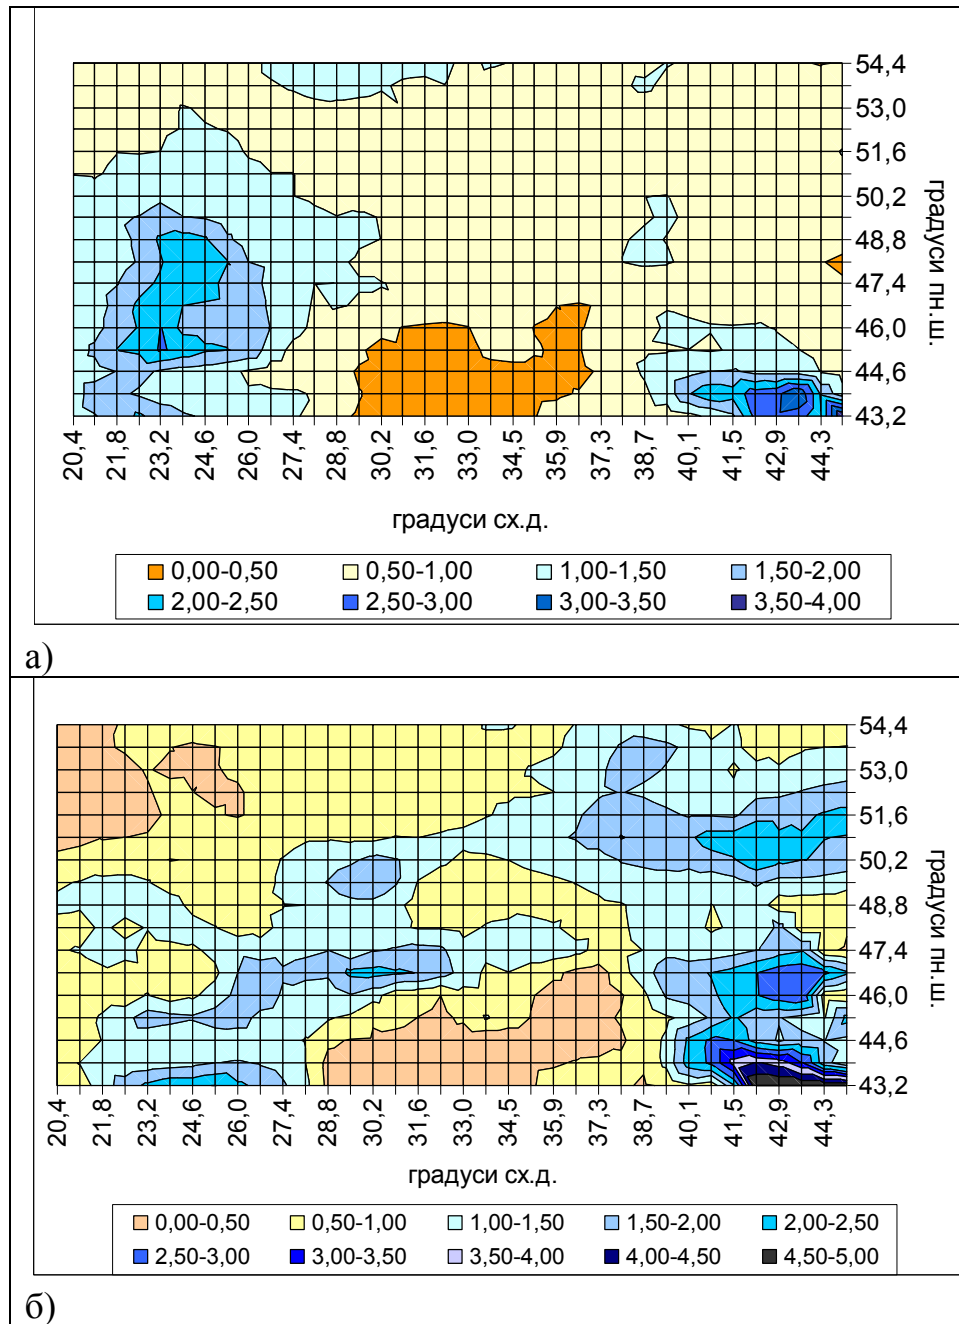 54,4
53,0
51,6
50,2
48,8
47,4
46,0
44,6
43,2
градуси пн.ш.
20,4 21,8 23,2 24,6 26,0 27,4 28,8 30,2 31,6 33,0 34,5 35,9 37,3 38,7 40,1 41,5 42,9 44,3
градуси сх.д.
0,00-0,50 0,50-1,00 1,00-1,50 1,50-2,00
2,00-2,50 2,50-3,00 3,00-3,50 3,50-4,00
а)
54,4
53,0
51,6
50,2
48,8
47,4
46,0
44,6
43,2
градуси пн.ш.
20,4 21,8 23,2 24,6 26,0 27,4 28,8 30,2 31,6 33,0 34,5 35,9 37,3 38,7 40,1 41,5 42,9 44,3
градуси сх.д.
0,00-0,50 0,50-1,00 1,00-1,50 1,50-2,00 2,00-2,50
2,50-3,00 3,00-3,50 3,50-4,00 4,00-4,50 4,50-5,00
б)